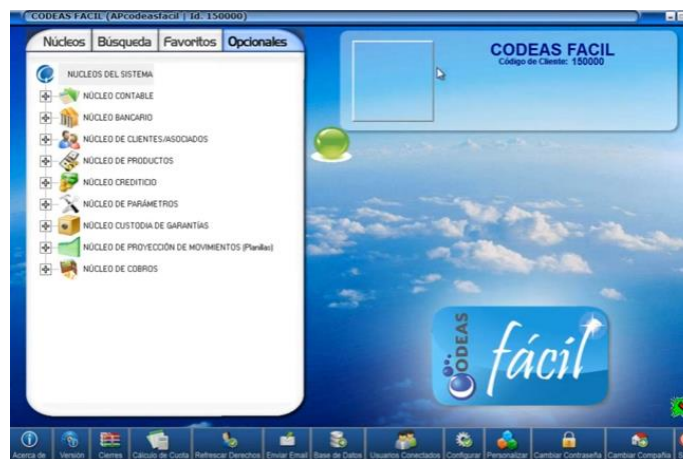 CODEAS FACIL (APcodeasfacil | Id. 150000)
Núcleos Búsqueda Favoritos Opcionales
NUCLEOS DEL SISTEMA
NÚCLEO CONTABLE
NÚCLEO BANCARIO
NÚCLEO DE CLIENTES/ASOCIADOS
NÚCLEO DE PRODUCTOS
NÚCLEO CREDITICIO
NÚCLEO DE PARÁMETROS
NÚCLEO CUSTODIA DE GARANTÍAS
NÚCLEO DE PROYECCIÓN DE MOVIMIENTOS (Planillas)
NÚCLEO DE COBROS
CODEAS FACIL
Código de Cliente: 150000
CODEAS
fácil
Acerca de Versión Cierres Cálculo de Cuota Refrescar Derechos Enviar Email Base de Datos Usuarios Conectados Configurar Personalizar Cambiar Contraseña Cambiar Compañía